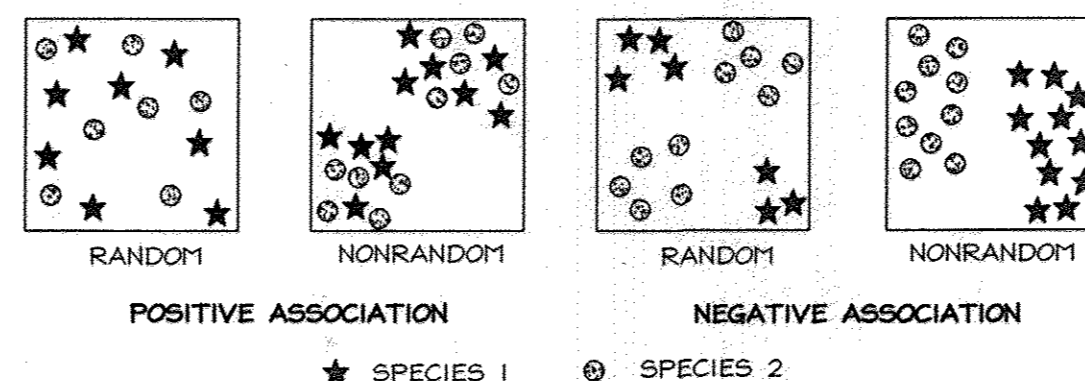 RANDOM NONRANDOM RANDOM NONRANDOM
POSITIVE ASSOCIATION NEGATIVE ASSOCIATION
SPECIES 1 SPECIES 2